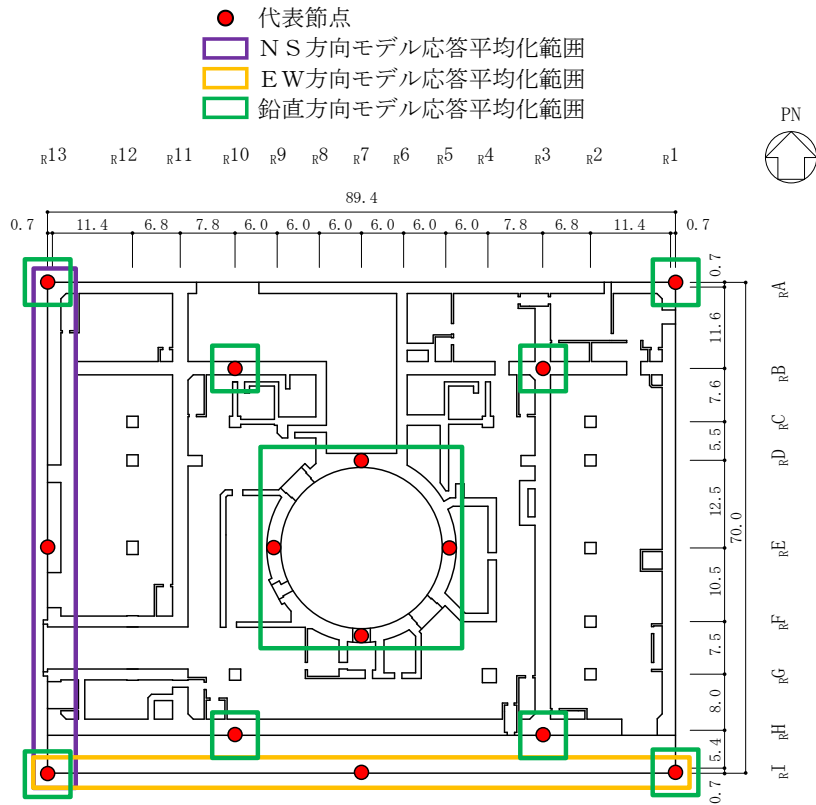 代表節点
ＮＳ方向モデル応答平均化範囲
ＥＷ方向モデル応答平均化範囲
鉛直方向モデル応答平均化範囲
PN
R13 R12 R11 R10 R9 R8 R7 R6 R5 R4 R3 R2 R1
89.4
0.7 11.4 6.8 7.8 6.0 6.0 6.0 6.0 6.0 6.0 7.8 6.8 11.4 0.7
0.7
RA
11.6
RB
7.6
RC
5.5
RD
12.5
70.0
RE
10.5
RF
7.5
RG
8.0
RH
5.4
RI
0.7